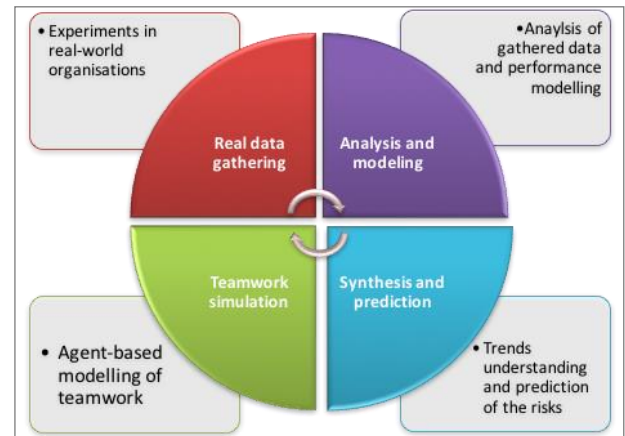 • Experiments in
real-world
organisations
•Anaylsis of
gathered data
and performance
modelling
Real data
gathering
Analysis and
modeling
Teamwork
simulation
Synthesis and
prediction
• Agent-based
modelling of
teamwork
•Trends
understanding
and prediction
of the risks